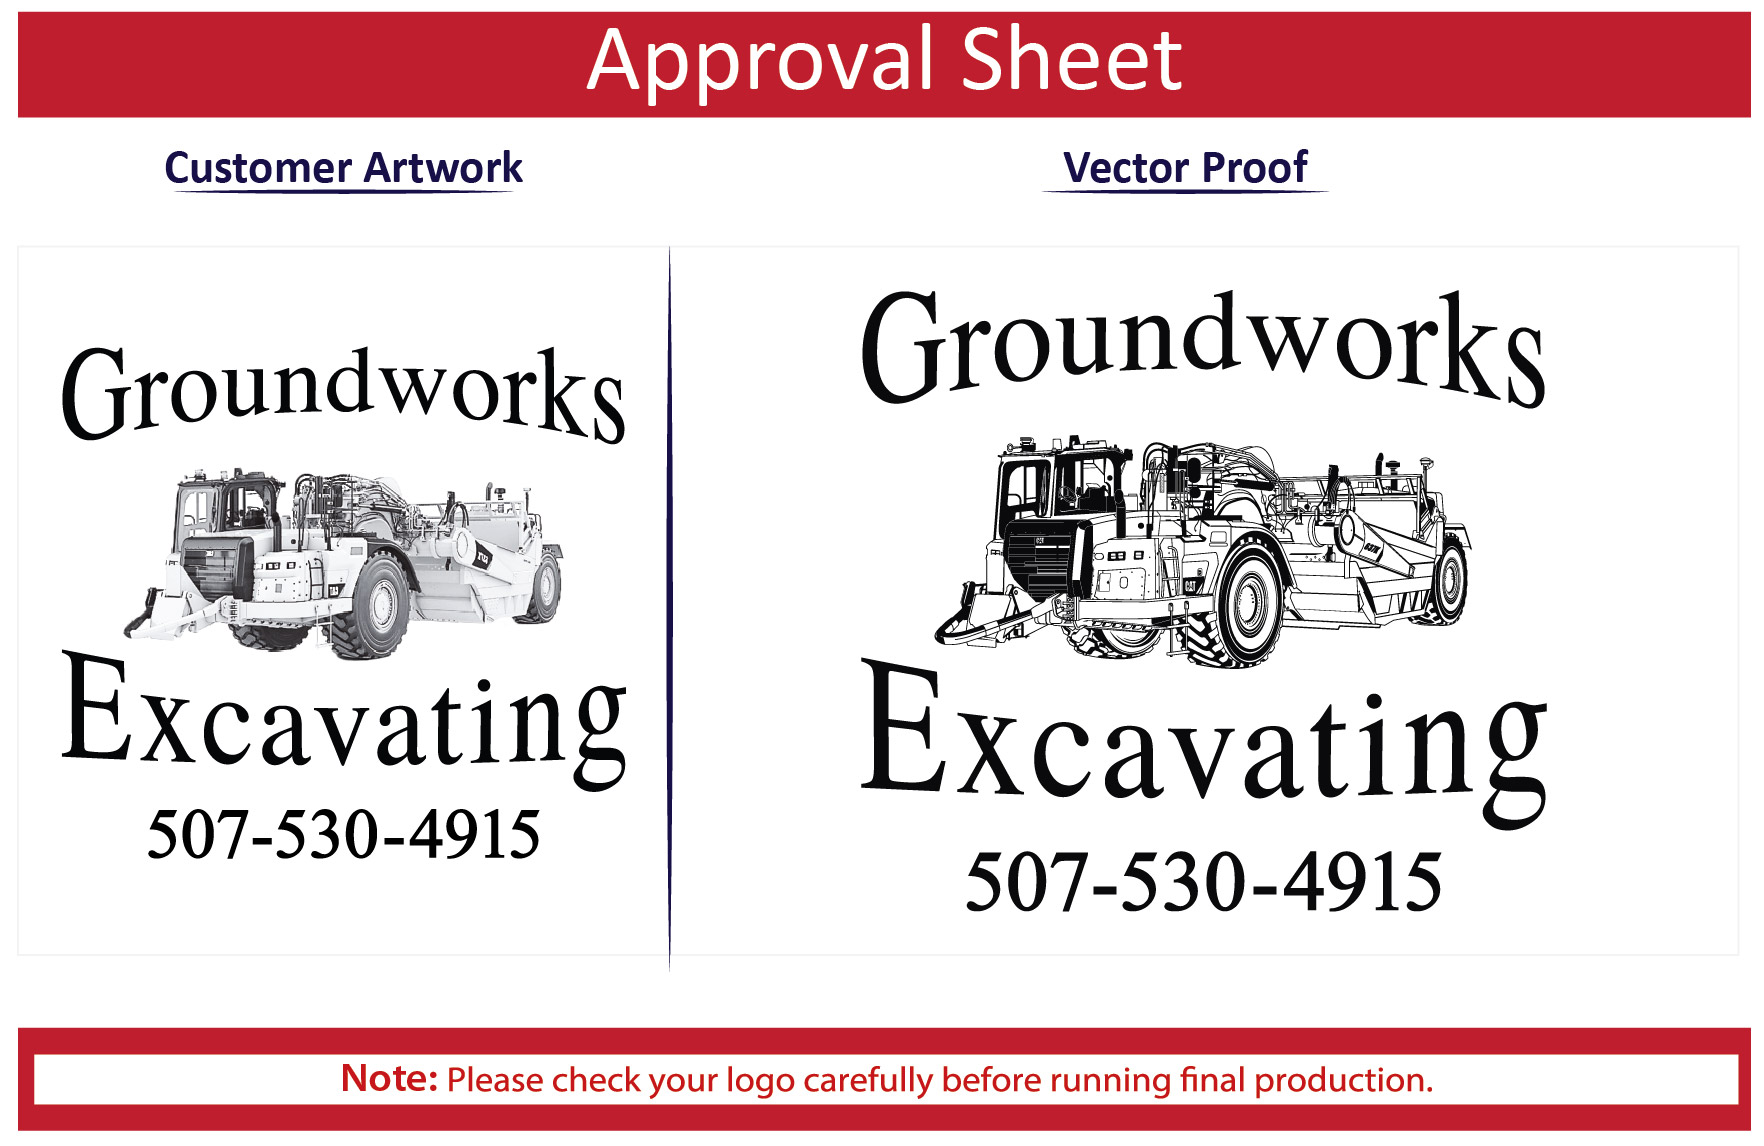 Approval Sheet
Customer Artwork
Vector Proof
Groundworks
Excavating
507-530-4915
Groundworks
CAT
Excavating
507-530-4915
Note: Please check your logo carefully before running final production.